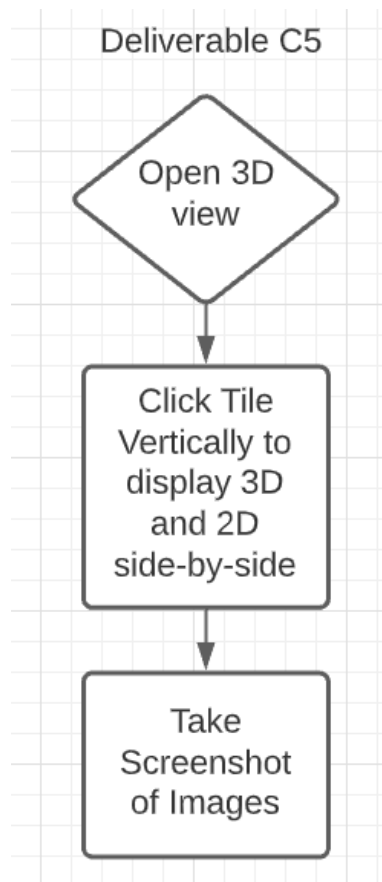 Deliverable C5
Open 3D
view
Click Tile
Vertically to
display 3D
and 2D
side-by-side
Take
Screenshot
of Images